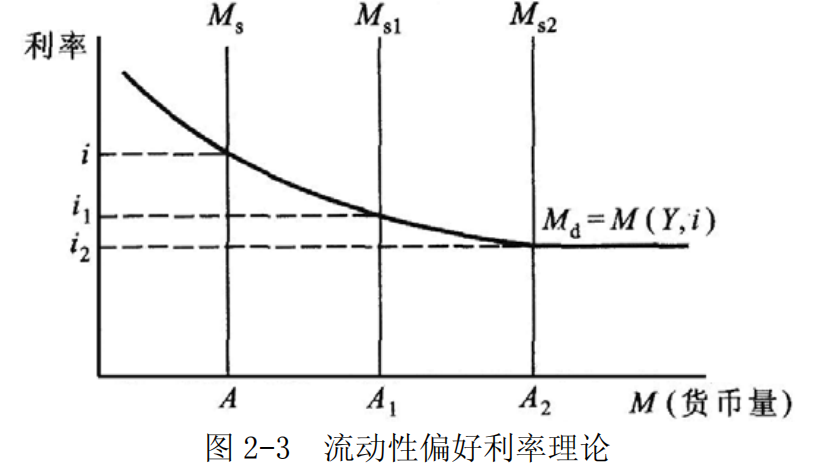 Ms Ms1 Ms2
利率
i
i1
i2
Md=M(Y,i)
A A1 A2 M(货币量)
图 2-3 流动性偏好利率理论